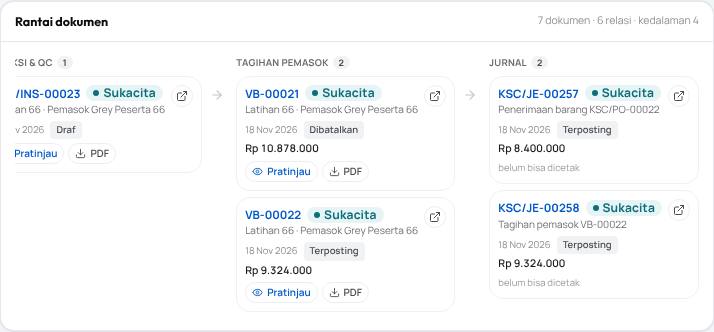 Rantai dokumen
7 dokumen · 6 relasi · kedalaman 4
KSI & QC 1
/INS-00023 Sukacita
an 66 · Pemasok Grey Peserta 66
v 2026 Draf
Pratinjau PDF
TAGIHAN PEMASOK 2
VB-00021 Sukacita
Latihan 66 · Pemasok Grey Peserta 66
18 Nov 2026 Dibatalkan
Rp 10.878.000
Pratinjau PDF
VB-00022 Sukacita
Latihan 66 · Pemasok Grey Peserta 66
18 Nov 2026 Terposting
Rp 9.324.000
Pratinjau PDF
JURNAL 2
KSC/JE-00257 Sukacita
Penerimaan barang KSC/PO-00022
18 Nov 2026 Terposting
Rp 8.400.000
belum bisa dicetak
KSC/JE-00258 Sukacita
Tagihan pemasok VB-00022
18 Nov 2026 Terposting
Rp 9.324.000
belum bisa dicetak